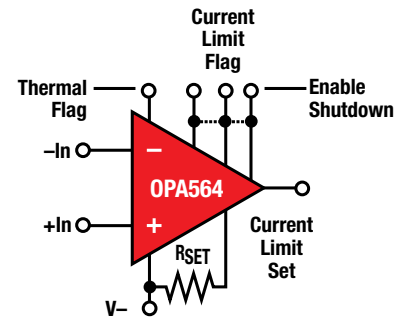 Current
Limit
Flag
Thermal
Flag
Enable
Shutdown
–In
–
OPA564
+In
+
Current
Limit
Set
RSET
V–